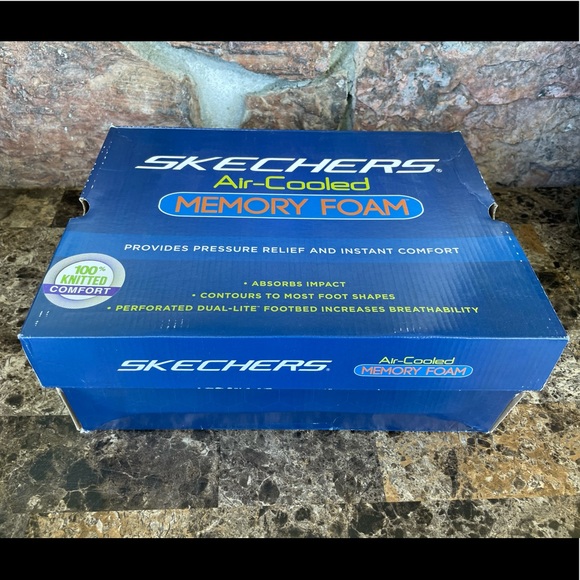 SKECHERS®
Air-Cooled
MEMORY FOAM
PROVIDES PRESSURE RELIEF AND INSTANT COMFORT
100%
KNITTED
COMFORT
• ABSORBS IMPACT
• CONTOURS TO MOST FOOT SHAPES
• PERFORATED DUAL-LITE™ FOOTBED INCREASES BREATHABILITY
SKECHERS®
Air-Cooled
MEMORY FOAM